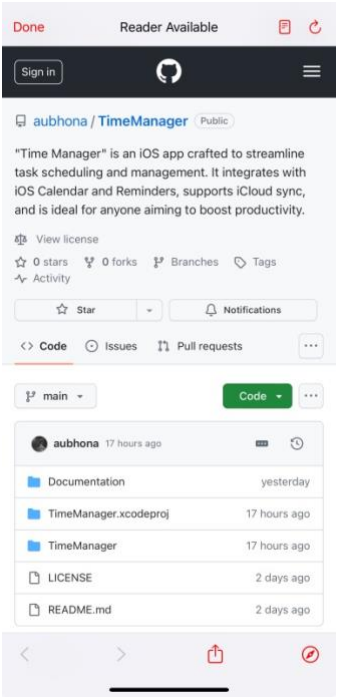 Done
Reader Available
Sign in
aubhona / TimeManager Public
"Time Manager" is an iOS app crafted to streamline
task scheduling and management. It integrates with
iOS Calendar and Reminders, supports iCloud sync,
and is ideal for anyone aiming to boost productivity.
View license
0 stars 0 forks Branches Tags
Activity
Star Notifications
Code Issues Pull requests
main Code
aubhona 17 hours ago
Documentation yesterday
TimeManager.xcodeproj 17 hours ago
TimeManager 17 hours ago
LICENSE 2 days ago
README.md 2 days ago